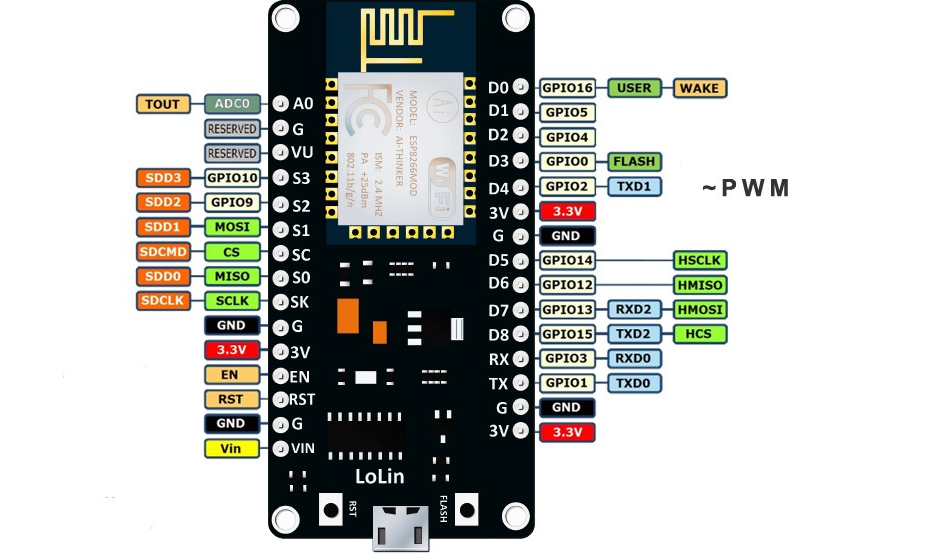 TOUT ADC0 A0
RESERVED G
RESERVED VU
SDD3 GPIO10 S3
SDD2 GPIO9 S2
SDD1 MOSI S1
SDCMD CS SC
SDD0 MISO S0
SDCLK SCLK SK
GND G
3.3V 3V
EN EN
RST RST
GND G
Vin VIN
FCC
Ai
MODEL: ESP8266MOD
VENDOR: AI-THINKER
ISM: 2.4 MHZ
PA +25dBm
802.11b/g/n
Wi Fi
D0 GPIO16 USER WAKE
D1 GPIO5
D2 GPIO4
D3 GPIO0 FLASH
D4 GPIO2 TXD1
3V 3.3V
G GND
D5 GPIO14 HSCLK
D6 GPIO12 HMISO
D7 GPIO13 RXD2 HMOSI
D8 GPIO15 TXD2 HCS
RX GPIO3 RXD0
TX GPIO1 TXD0
G GND
3V 3.3V
~PWM
LoLin
RST
FLASH